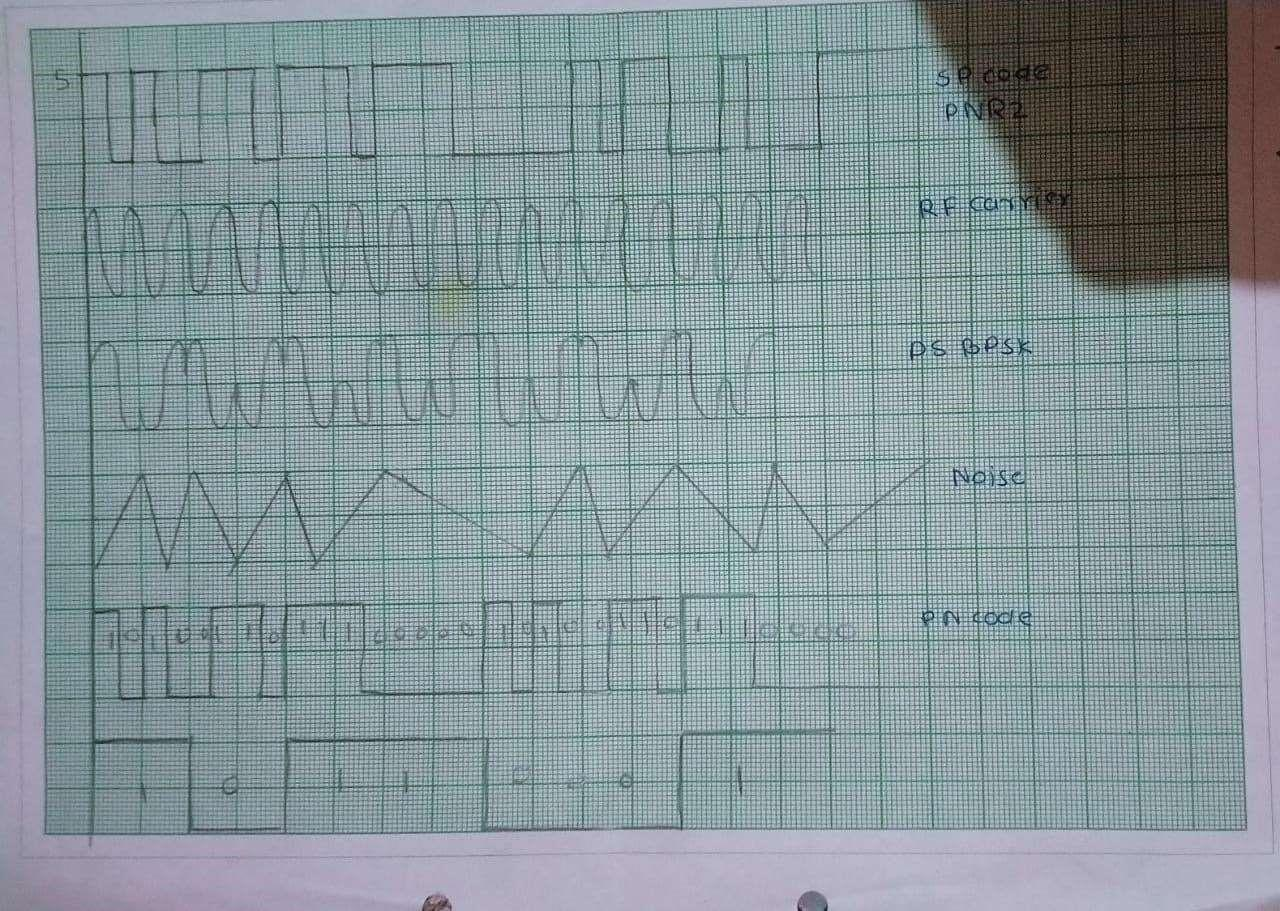 5
SP code
PNR2
RF carrier
DS BPSK
Noise
1 0 1 0 0 1 1 0 1 1 1 0 0 0 0 0 1 0 1 0 0 1 1 0 1 1 1 0 0 0 0
PN code
1 0 1 1 0 0 1